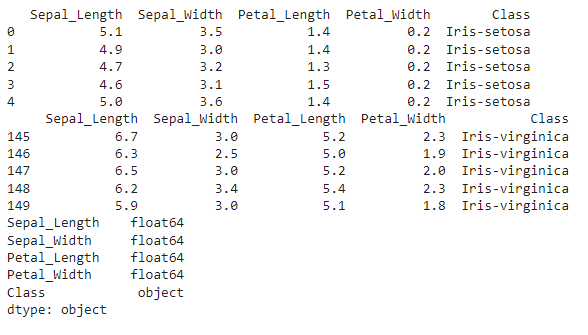 Sepal_Length Sepal_Width Petal_Length Petal_Width Class
0 5.1 3.5 1.4 0.2 Iris-setosa
1 4.9 3.0 1.4 0.2 Iris-setosa
2 4.7 3.2 1.3 0.2 Iris-setosa
3 4.6 3.1 1.5 0.2 Iris-setosa
4 5.0 3.6 1.4 0.2 Iris-setosa
Sepal_Length Sepal_Width Petal_Length Petal_Width Class
145 6.7 3.0 5.2 2.3 Iris-virginica
146 6.3 2.5 5.0 1.9 Iris-virginica
147 6.5 3.0 5.2 2.0 Iris-virginica
148 6.2 3.4 5.4 2.3 Iris-virginica
149 5.9 3.0 5.1 1.8 Iris-virginica
Sepal_Length float64
Sepal_Width float64
Petal_Length float64
Petal_Width float64
Class object
dtype: object